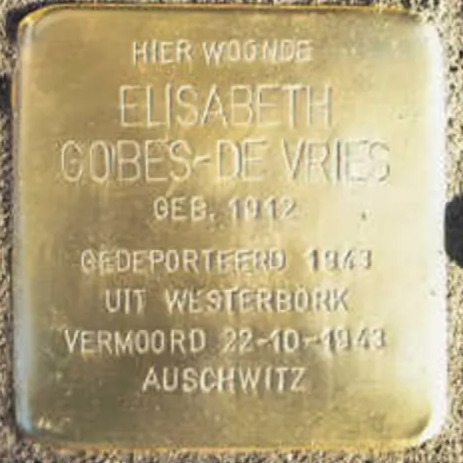 HIER WOONDE
ELISABETH
GOBES-DE VRIES
GEB. 1912
GEDEPORTEERD 1943
UIT WESTERBORK
VERMOORD 22-10-1943
AUSCHWITZ